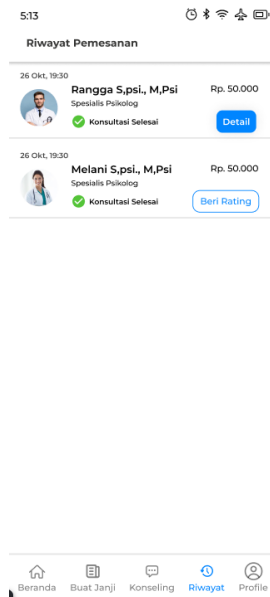 5:13
Riwayat Pemesanan
26 Okt, 19:30
Rangga S,psi., M,Psi
Rp. 50.000
Spesialis Psikolog
Konsultasi Selesai
Detail
26 Okt, 19:30
Melani S,psi., M,Psi
Rp. 50.000
Spesialis Psikolog
Konsultasi Selesai
Beri Rating
Beranda Buat Janji Konseling Riwayat Profile